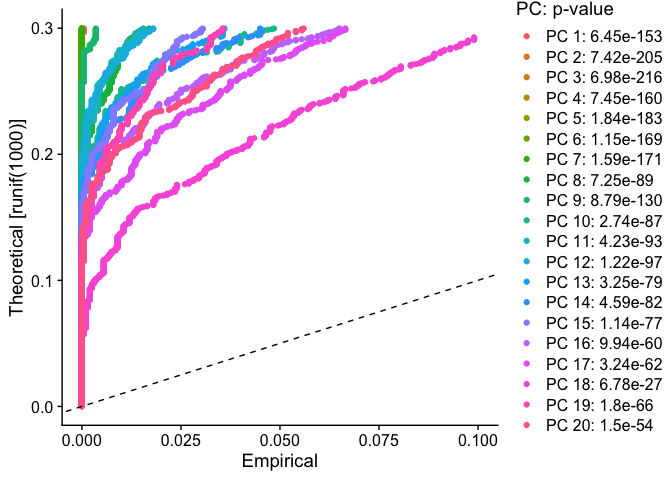 PC: p-value
PC 1: 6.45e-153
PC 2: 7.42e-205
PC 3: 6.98e-216
PC 4: 7.45e-160
PC 5: 1.84e-183
PC 6: 1.15e-169
PC 7: 1.59e-171
PC 8: 7.25e-89
PC 9: 8.79e-130
PC 10: 2.74e-87
PC 11: 4.23e-93
PC 12: 1.22e-97
PC 13: 3.25e-79
PC 14: 4.59e-82
PC 15: 1.14e-77
PC 16: 9.94e-60
PC 17: 3.24e-62
PC 18: 6.78e-27
PC 19: 1.8e-66
PC 20: 1.5e-54
Theoretical [runif(1000)]
0.3
0.2
0.1
0.0
0.000 0.025 0.050 0.075 0.100
Empirical